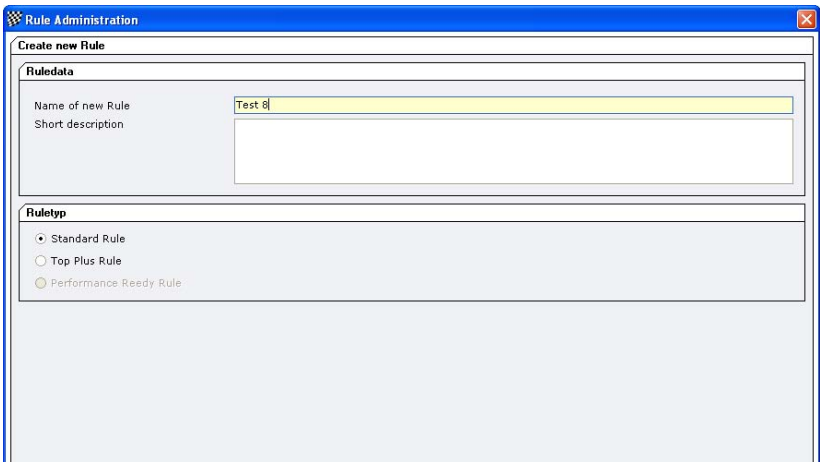 Rule Administration
Create new Rule
Ruledata
Name of new Rule Test 8
Short description
Ruletyp
Standard Rule
Top Plus Rule
Performance Reedy Rule